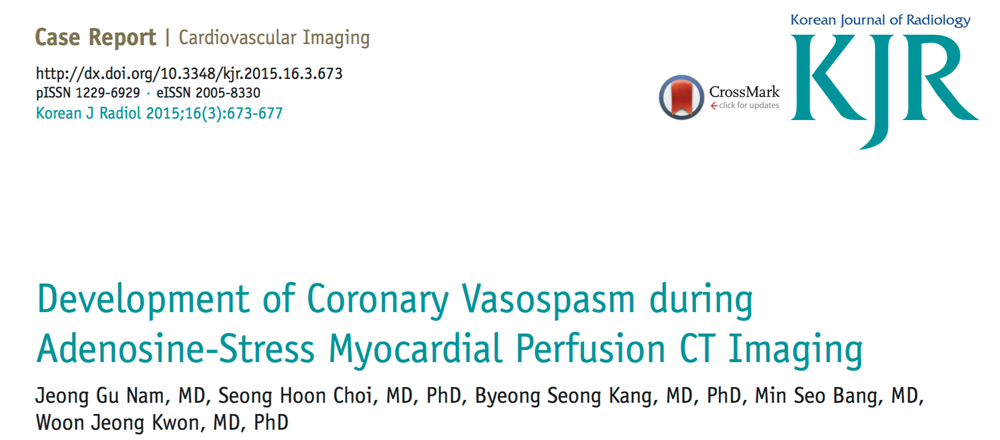 Case Report | Cardiovascular Imaging
http://dx.doi.org/10.3348/kjr.2015.16.3.673
pISSN 1229-6929 · eISSN 2005-8330
Korean J Radiol 2015;16(3):673-677
CrossMark
click for updates
Korean Journal of Radiology
KJR
Development of Coronary Vasospasm during
Adenosine-Stress Myocardial Perfusion CT Imaging
Jeong Gu Nam, MD, Seong Hoon Choi, MD, PhD, Byeong Seong Kang, MD, PhD, Min Seo Bang, MD,
Woon Jeong Kwon, MD, PhD